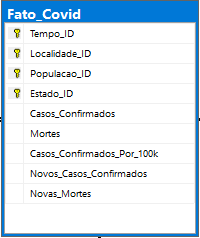 Fato_Covid
Tempo_ID
Localidade_ID
Populacao_ID
Estado_ID
Casos_Confirmados
Mortes
Casos_Confirmados_Por_100k
Novos_Casos_Confirmados
Novas_Mortes